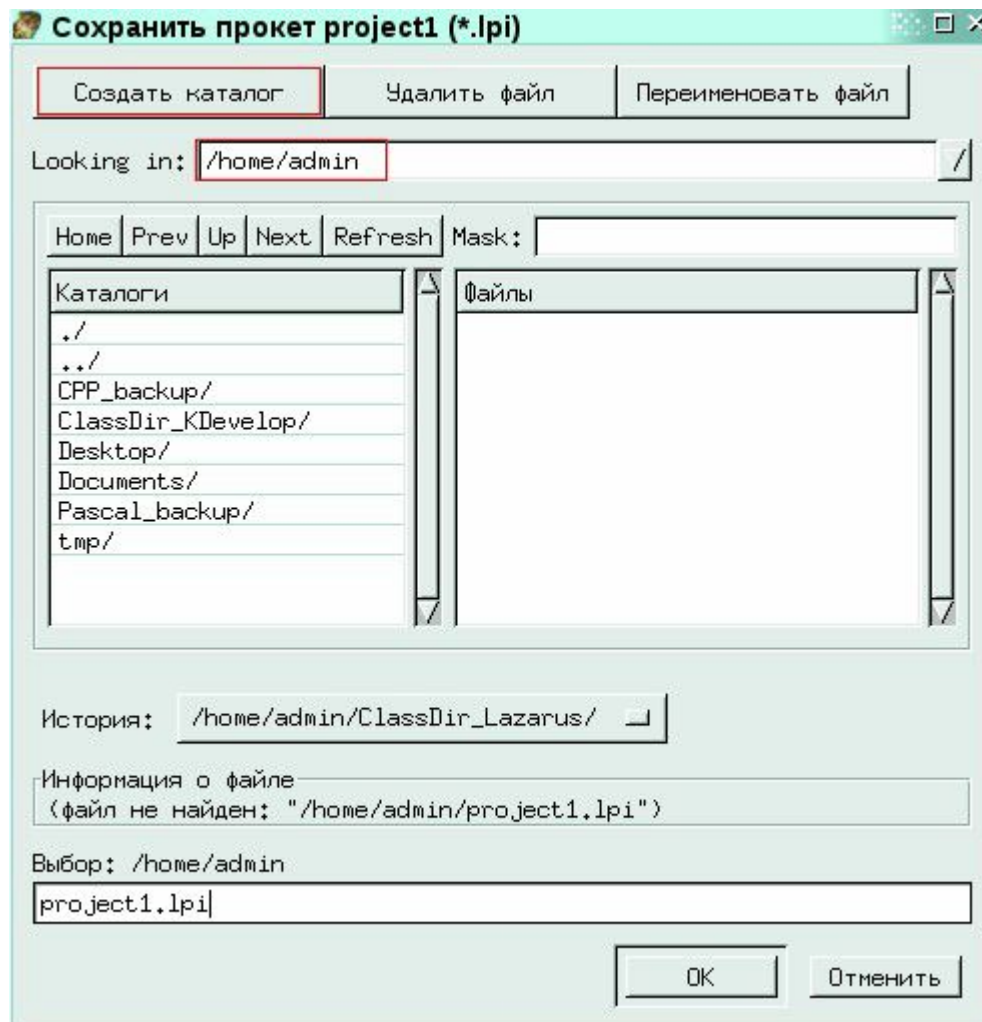 Сохранить прокет project1 (*.lpi)
Создать каталог Удалить файл Переименовать файл
Looking in: /home/admin /
Home Prev Up Next Refresh Mask:
Каталоги Файлы
./
../
CPP_backup/
ClassDir_KDevelop/
Desktop/
Documents/
Pascal_backup/
tmp/
История: /home/admin/ClassDir_Lazarus/
Информация о файле
(файл не найден: "/home/admin/project1.lpi")
Выбор: /home/admin
project1.lpi
OK Отменить